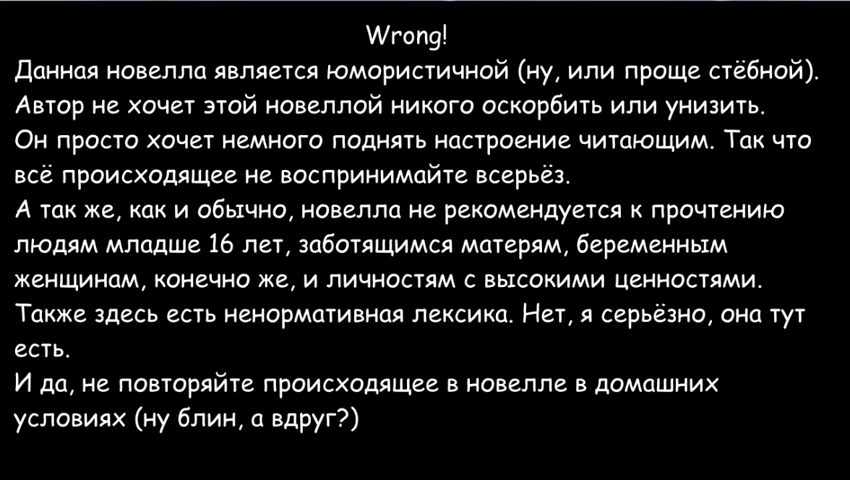 Wrong!
Данная новелла является юмористичной (ну, или проще стёбной).
Автор не хочет этой новеллой никого оскорбить или унизить.
Он просто хочет немного поднять настроение читающим. Так что
всё происходящее не воспринимайте всерьёз.
А так же, как и обычно, новелла не рекомендуется к прочтению
людям младше 16 лет, заботящимся матерям, беременным
женщинам, конечно же, и личностям с высокими ценностями.
Также здесь есть ненормативная лексика. Нет, я серьёзно, она тут
есть.
И да, не повторяйте происходящее в новелле в домашних
условиях (ну блин, а вдруг?)